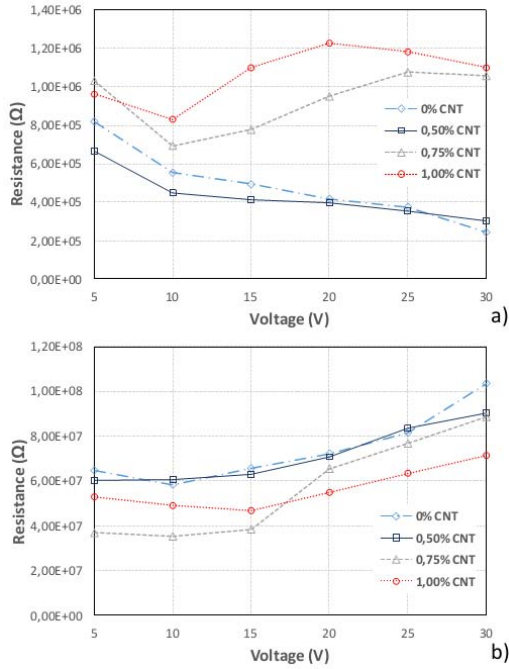 1,40E+06
1,20E+06
1,00E+06
8,00E+05
6,00E+05
4,00E+05
2,00E+05
0,00E+00
Resistance (Ω)
0% CNT
0,50% CNT
0,75% CNT
1,00% CNT
5 10 15 20 25 30
Voltage (V)
a)
1,20E+08
1,00E+08
8,00E+07
6,00E+07
4,00E+07
2,00E+07
0,00E+00
Resistance (Ω)
0% CNT
0,50% CNT
0,75% CNT
1,00% CNT
5 10 15 20 25 30
Voltage (V)
b)